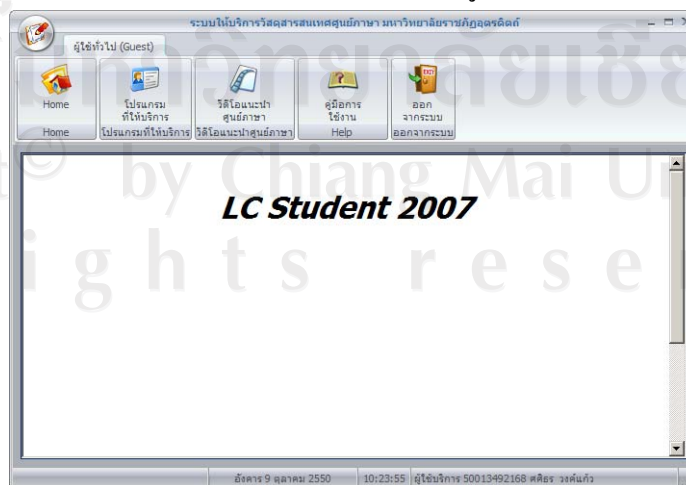 ระบบให้บริการวัสดุสารสนเทศศูนย์ภาษา มหาวิทยาลัยราชภัฏอุตรดิตถ์
ผู้ใช้ทั่วไป (Guest)
Home
โปรแกรม
ที่ให้บริการ
วิดีโอแนะนำ
ศูนย์ภาษา
คู่มือการ
ใช้งาน
ออก
จากระบบ
Home
โปรแกรมที่ให้บริการ
วิดีโอแนะนำศูนย์ภาษา
Help
ออกจากระบบ
by Chiang Mai
LC Student 2007
ights
อังคาร 9 ตุลาคม 2550
10:23:55
ผู้ใช้บริการ 50013492168 ศศิธร วงค์แก้ว